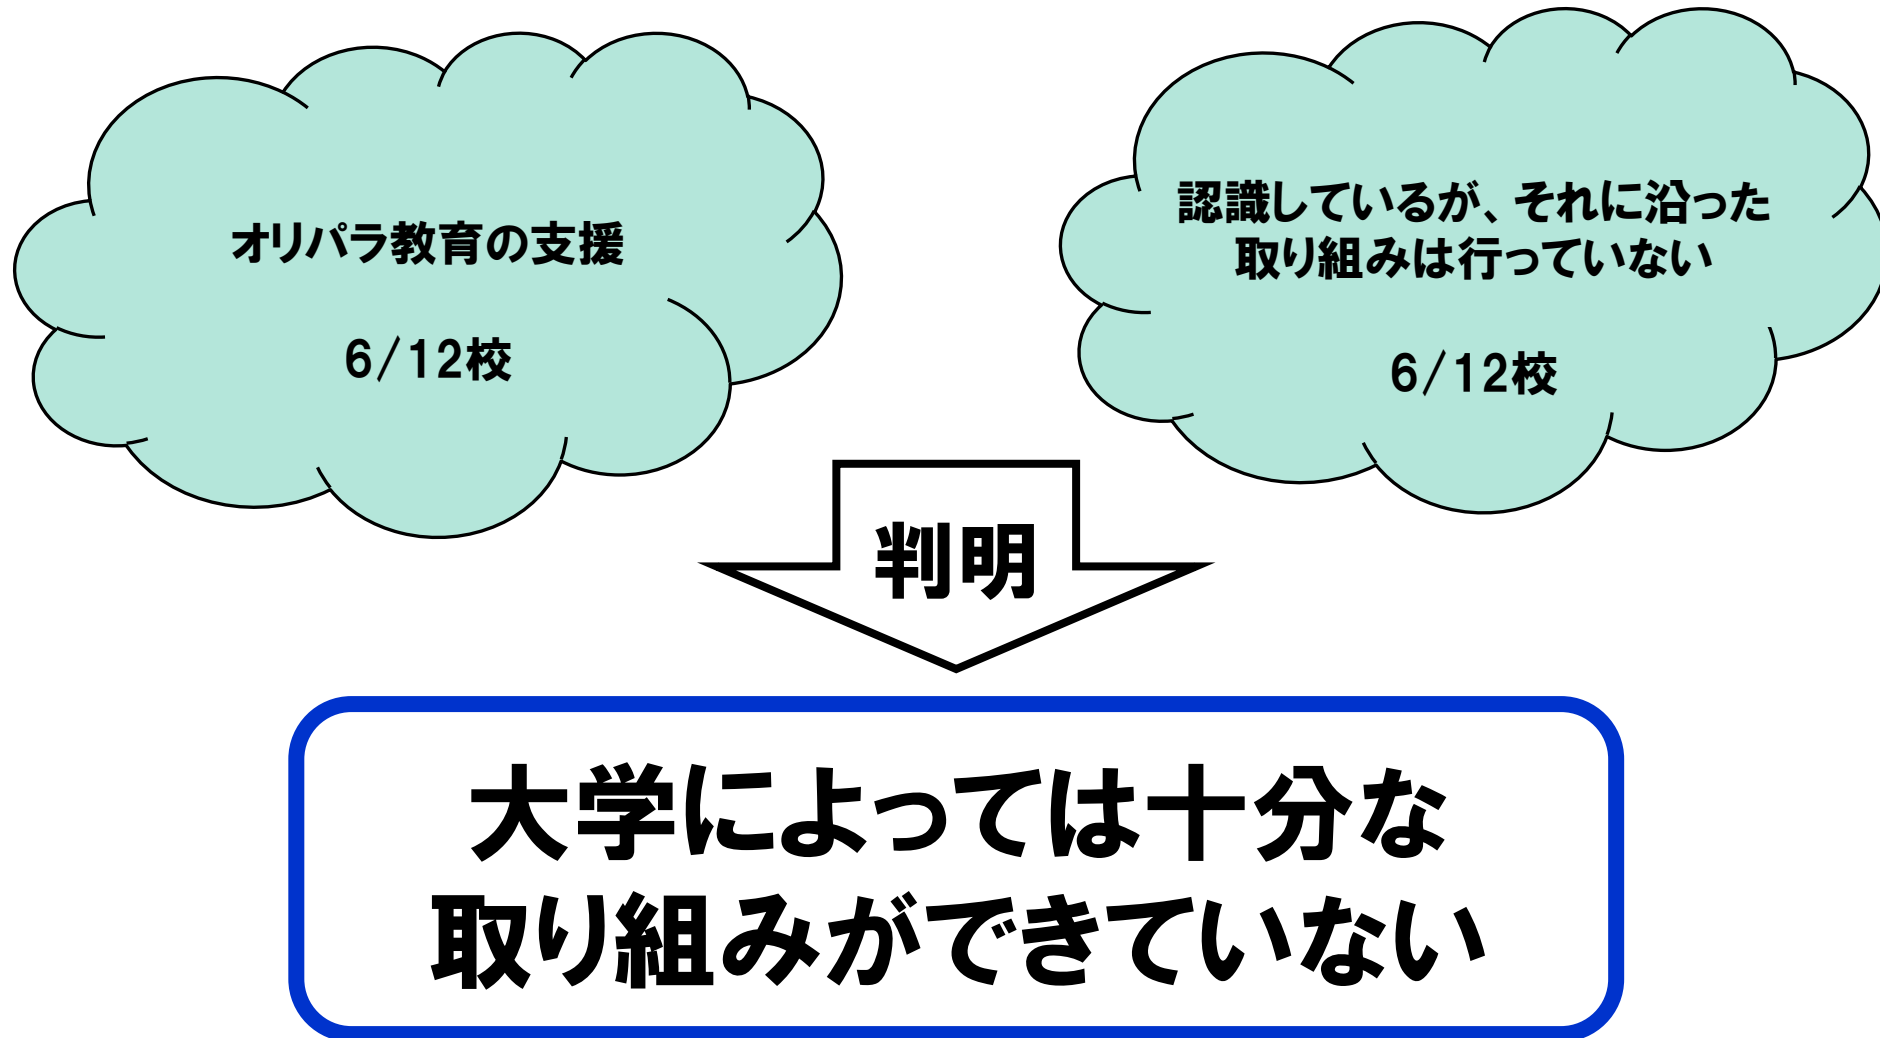 オリパラ教育の支援
6/12校
認識しているが、それに沿った
取り組みは行っていない
6/12校
判明
大学によっては十分な
取り組みができていない